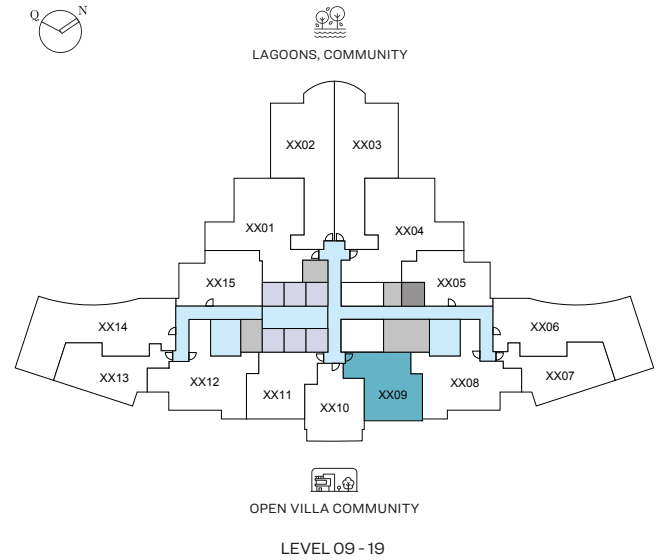 Q N
LAGOONS, COMMUNITY
XX02 XX03
XX01 XX04
XX15 XX05
XX14 XX06
XX13 XX12 XX11 XX10 XX09 XX08 XX07
OPEN VILLA COMMUNITY
LEVEL 09 - 19